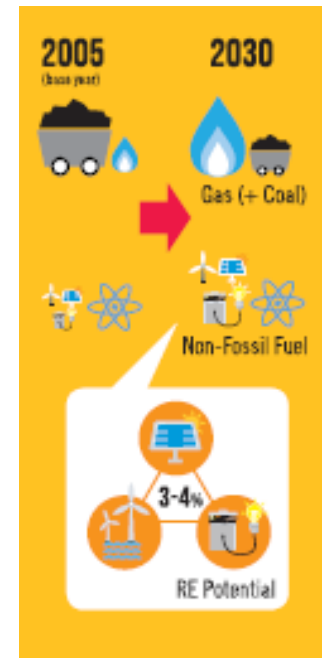 2005 2030
(base year)
Gas (+ Coal)
Non-Fossil Fuel
3-4%
RE Potential